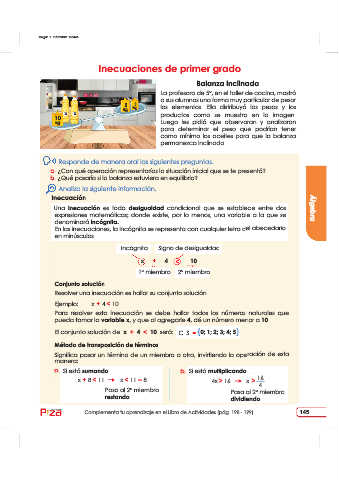 Inecuaciones de primer grado
Balanza inclinada
La profesora de 5°, en el taller de cocina, mostró
a sus alumnos una forma muy particular de pesar
los elementos. Ella distribuyó las pesas y los
productos como se muestra en la imagen.
Luego les pidió que observaran y analizaran
para determinar el peso que podrían tener
como mínimo los aceites para que la balanza
permanezca inclinada
10
kg
Responde de manera oral las siguientes preguntas.
a ¿Con qué operación representarías la situación inicial que se te presentó?
b ¿Qué pasaría si la balanza estuviera en equilibrio?
Analiza la siguiente información.
Inecuación
Una inecuación es toda desigualdad condicional que se establece entre dos
expresiones matemáticas; donde existe, por lo menos, una variable a la que se
denominará incógnita.
En las inecuaciones, la incógnita se representa con cualquier letra del abecedario
en minúsculas
Incógnita Signo de desigualdad
x + 4 < 10
1er miembro 2° miembro
Conjunto solución
Resolver una inecuación es hallar su conjunto solución
Ejemplo: x + 4 < 10
Para resolver esta inecuación se debe hallar todos los números naturales que
pueda tomar la variable x, y que al agregarle 4, dé un número menor a 10
El conjunto solución de x + 4 < 10 será: C S = {0; 1; 2; 3; 4; 5}
Método de transposición de términos
Significa pasar un término de un miembro a otro, invirtiendo la operación de esta
manera:
a. Si está sumando
x + 8 < 11 → x < 11 – 8
Pasa al 2° miembro
restando
b. Si está multiplicando
4x > 16 → x > 16/4
Pasa al 2° miembro
dividiendo
Álgebra
Complementa tu aprendizaje en el Libro de Actividades (pág. 198 - 199)
145